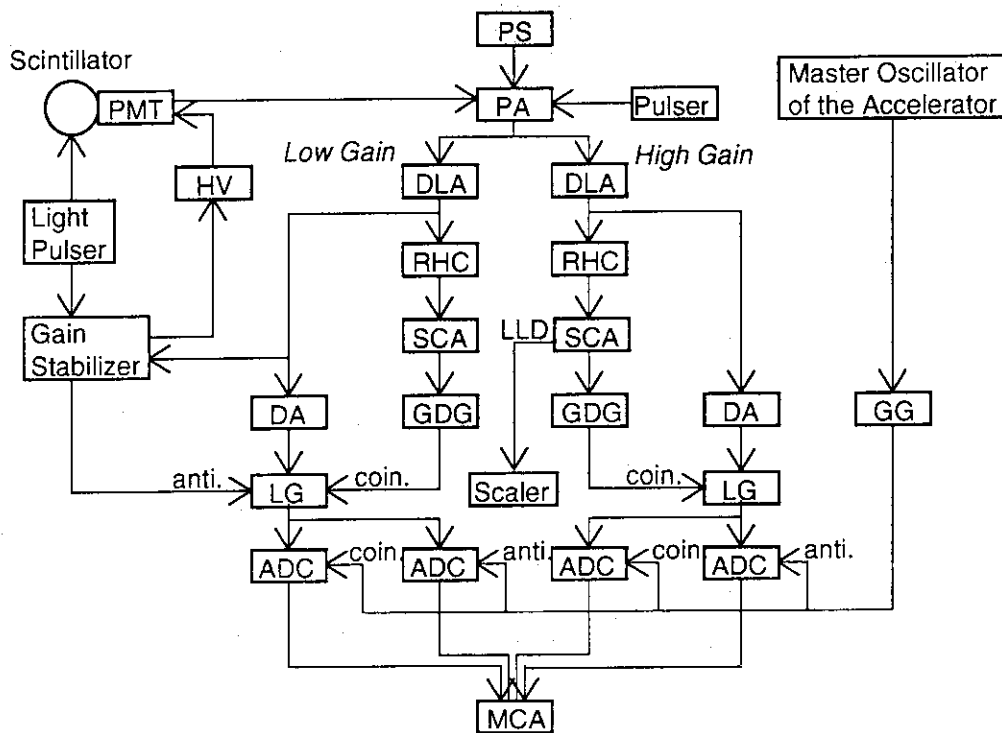 PS
Scintillator
PMT
PA
Pulser
Master Oscillator
of the Accelerator
Low Gain
High Gain
HV
DLA
DLA
Light
Pulser
RHC
RHC
Gain
Stabilizer
SCA
LLD
SCA
DA
GDG
GDG
DA
GG
anti.
LG
coin.
Scaler
coin.
LG
ADC
coin.
ADC
anti.
ADC
coin.
ADC
anti.
MCA